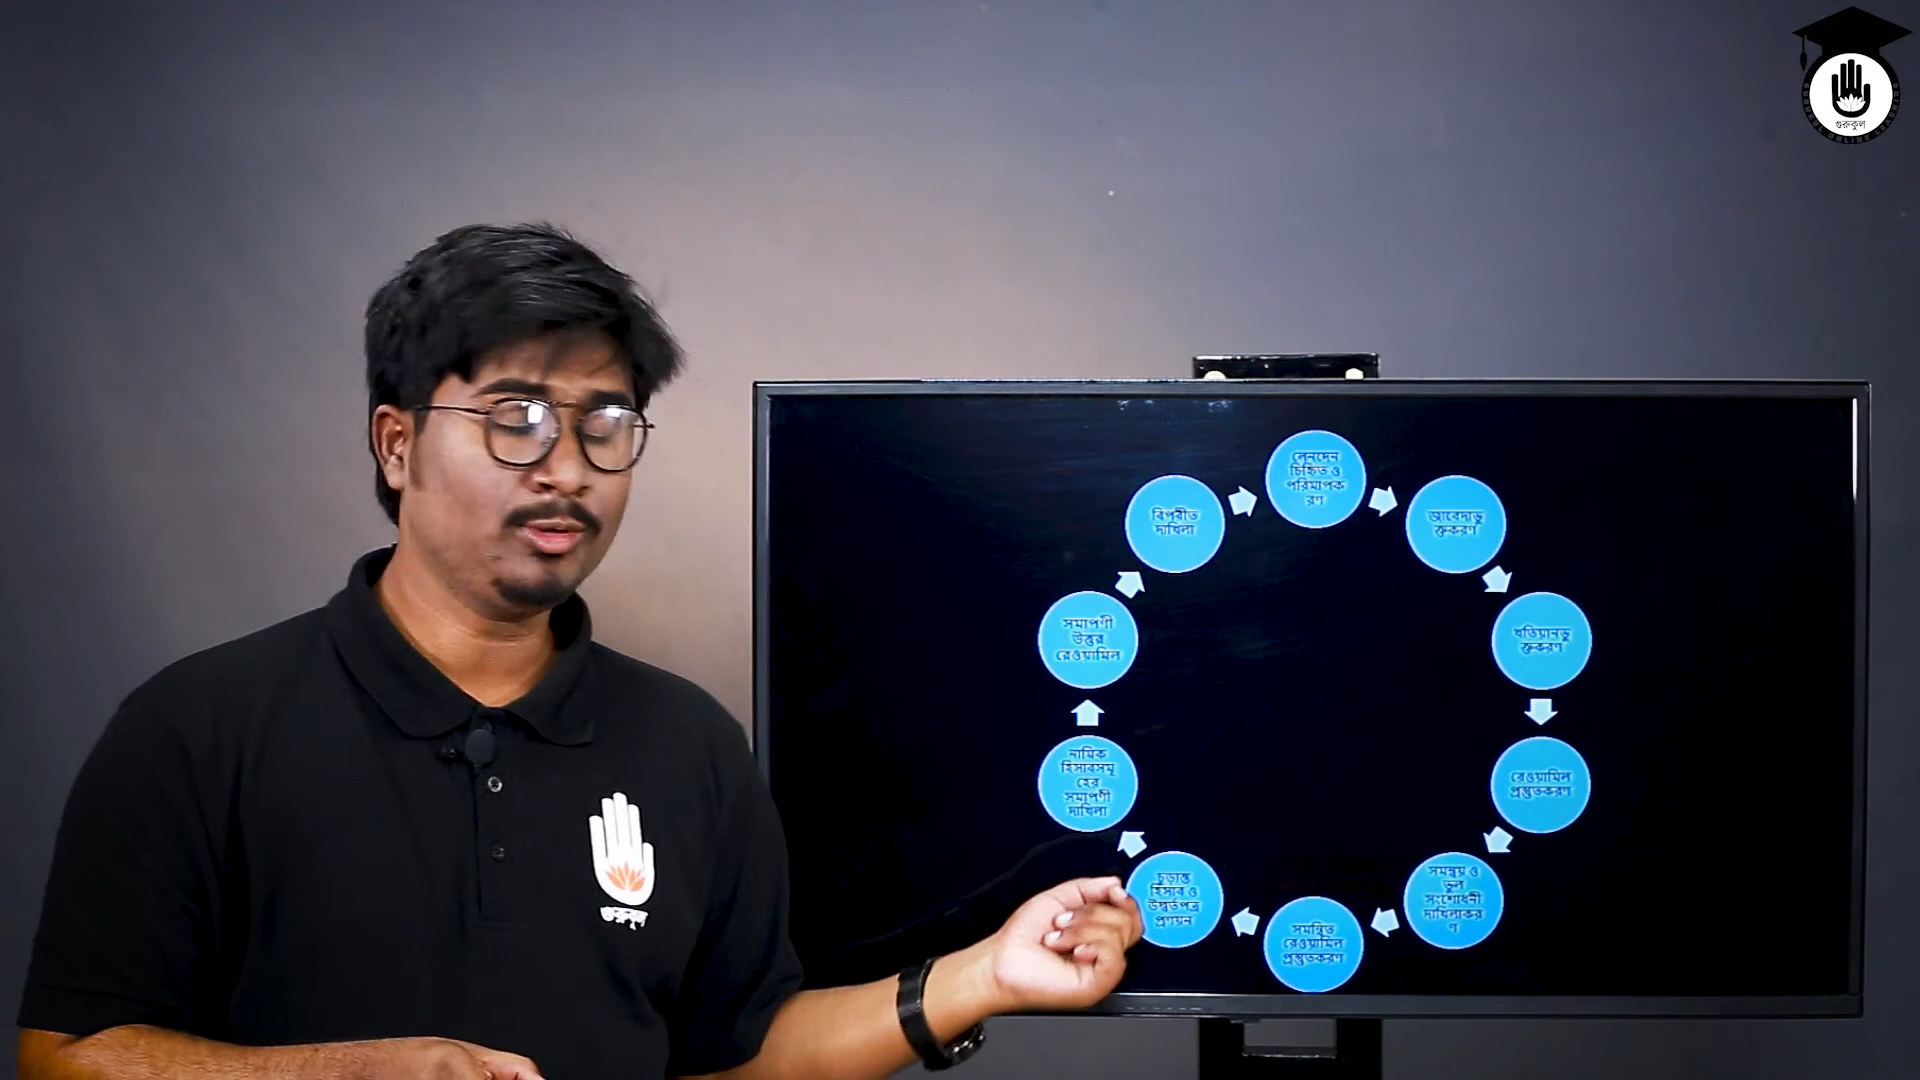 গুরুকুল
লেনদেন
চিহ্নিত ও
পরিমাপক
রণ
জাবেদাভু
ক্তকরণ
খতিয়ানভু
ক্তকরণ
রেওয়ামিল
প্রস্তুতকরণ
সমন্বয় ও
ভুল
সংশোধনী
দাখিলাকর
ণ
সমন্বিত
রেওয়ামিল
প্রস্তুতকরণ
চূড়ান্ত
হিসাব ও
উদ্বর্তপত্র
প্রণয়ন
নামিক
হিসাবসমূ
হের
সমাপণী
দাখিলা
সমাপণী
উত্তর
রেওয়ামিল
বিপরীত
দাখিলা
গুরুকুল